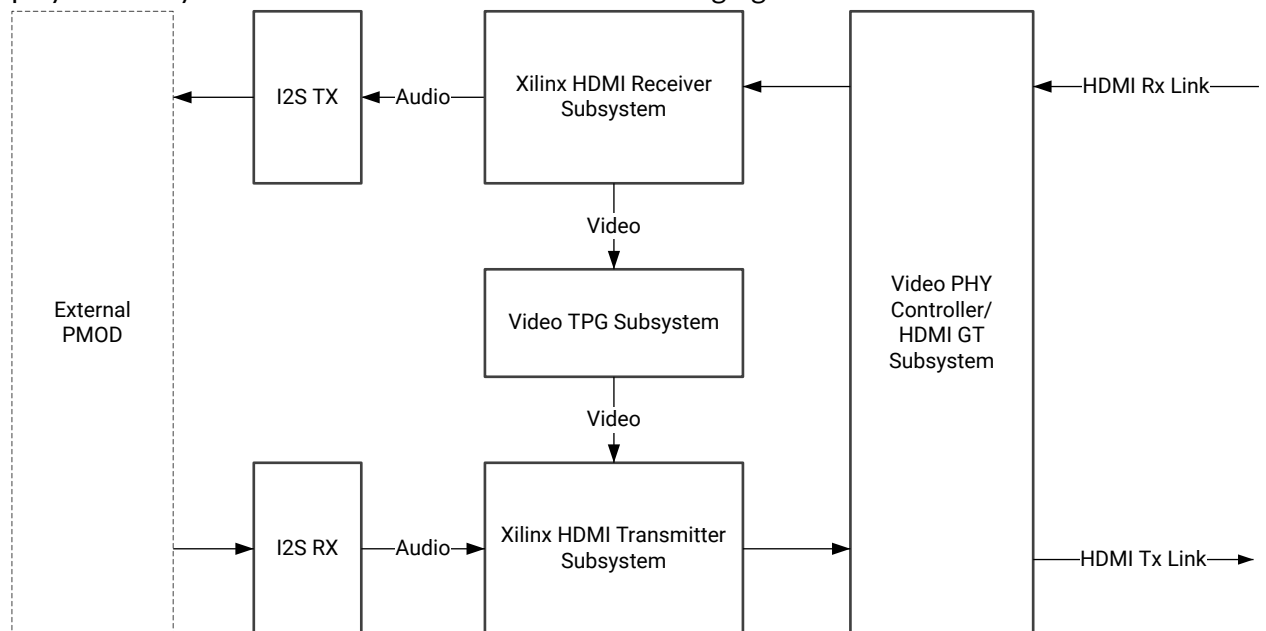 I2S TX
Audio
Xilinx HDMI Receiver
Subsystem
HDMI Rx Link
Video
External
PMOD
Video TPG Subsystem
Video PHY
Controller/
HDMI GT
Subsystem
Video
I2S RX
Audio
Xilinx HDMI Transmitter
Subsystem
HDMI Tx Link